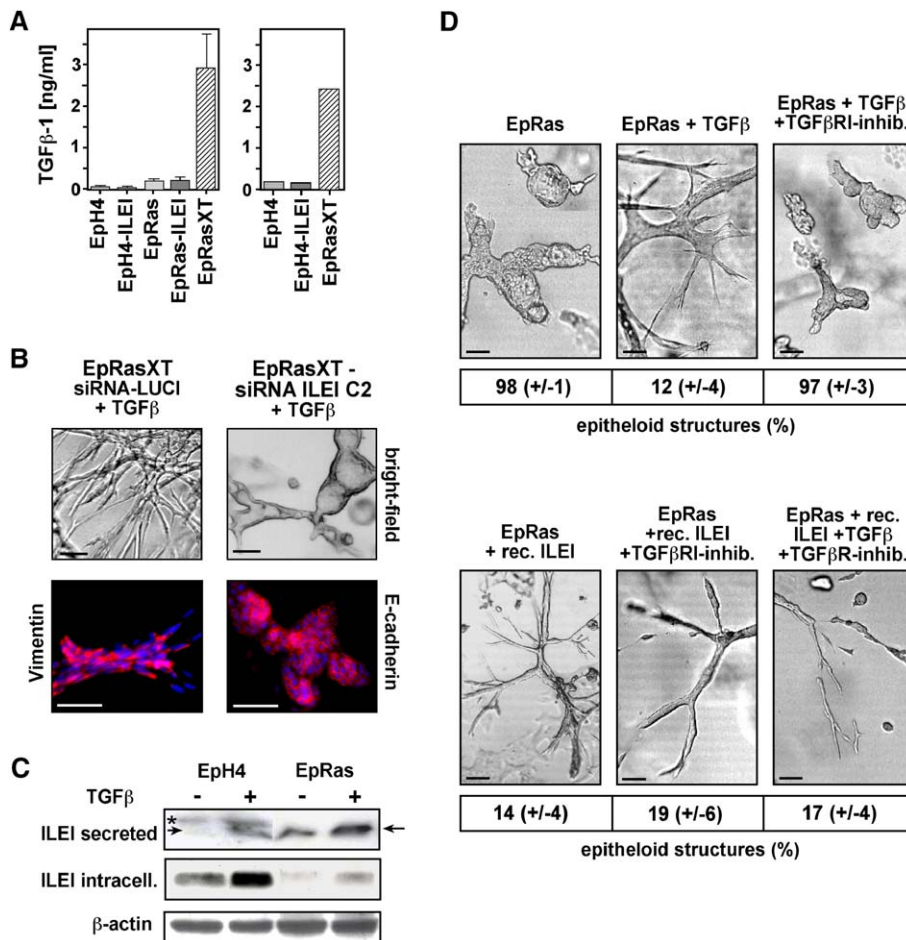 A
TGFβ-1 [ng/ml]
3
2
1
0
EpH4
EpH4-ILEI
EpRas
EpRas-ILEI
EpRasXT
3
2
1
0
EpH4
EpH4-ILEI
EpRasXT
B
EpRasXT
siRNA-LUCI
+ TGFβ
EpRasXT -
siRNA ILEI C2
+ TGFβ
bright-field
Vimentin
E-cadherin
C
EpH4
EpRas
TGFβ
- + - +
*
ILEI secreted
ILEI intracell.
β-actin
D
EpRas
EpRas + TGFβ
EpRas + TGFβ
+TGFβRI-inhib.
98 (+/-1)
12 (+/-4)
97 (+/-3)
epitheloid structures (%)
EpRas
+ rec. ILEI
EpRas
+rec. ILEI
+TGFβRI-inhib.
EpRas + rec.
ILEI +TGFβ
+TGFβR-inhib.
14 (+/-4)
19 (+/-6)
17 (+/-4)
epitheloid structures (%)